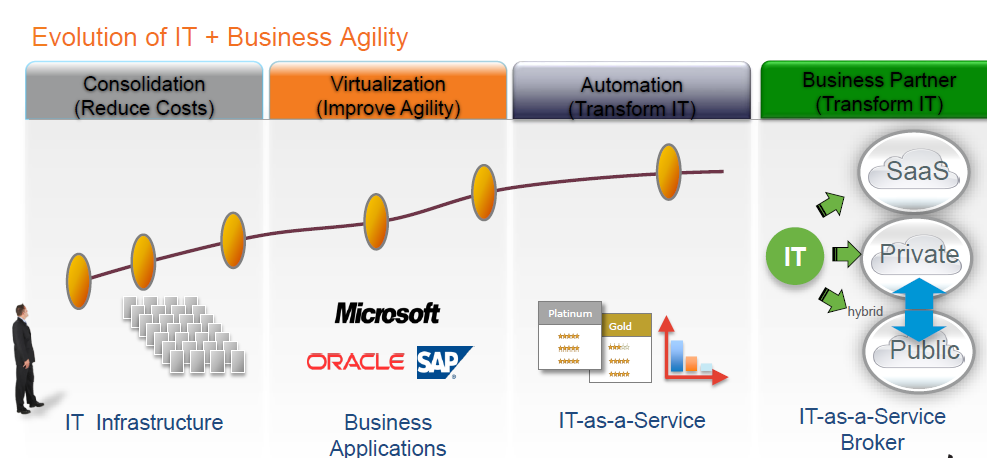 Evolution of IT + Business Agility
Consolidation
(Reduce Costs)
Virtualization
(Improve Agility)
Automation
(Transform IT)
Business Partner
(Transform IT)
SaaS
IT
Private
hybrid
Public
Microsoft
ORACLE
SAP
Platinum
Gold
IT Infrastructure
Business
Applications
IT-as-a-Service
IT-as-a-Service
Broker